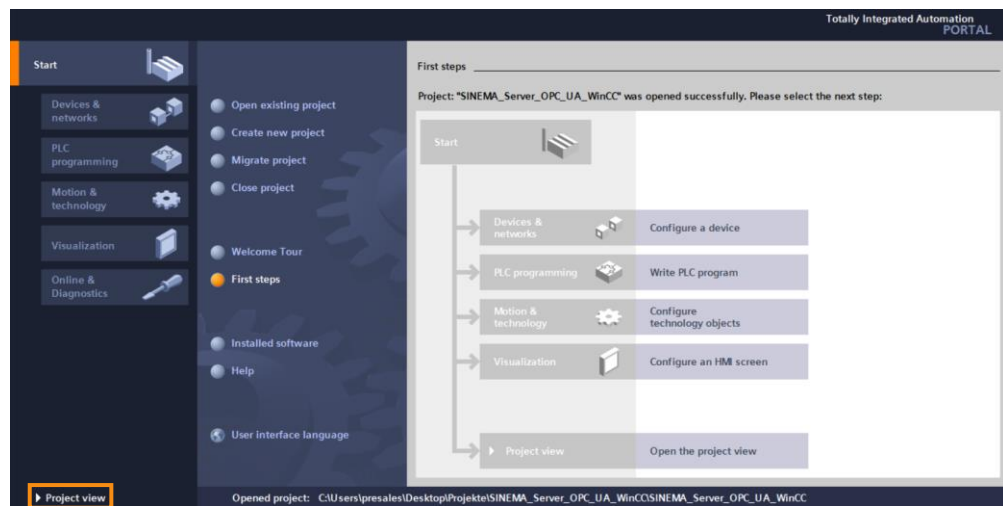 Totally Integrated Automation
PORTAL
Start
Devices &
networks
PLC
programming
Motion &
technology
Visualization
Online &
Diagnostics
Open existing project
Create new project
Migrate project
Close project
Welcome Tour
First steps
Installed software
Help
User interface language
First steps
Project: "SINEMA_Server_OPC_UA_WinCC" was opened successfully. Please select the next step:
Start
Devices &
networks
Configure a device
PLC programming
Write PLC program
Motion &
technology
Configure
technology objects
Visualization
Configure an HMI screen
Project view
Open the project view
Project view
Opened project: C:\Users\presales\Desktop\Projekte\SINEMA_Server_OPC_UA_WinCC\SINEMA_Server_OPC_UA_WinCC